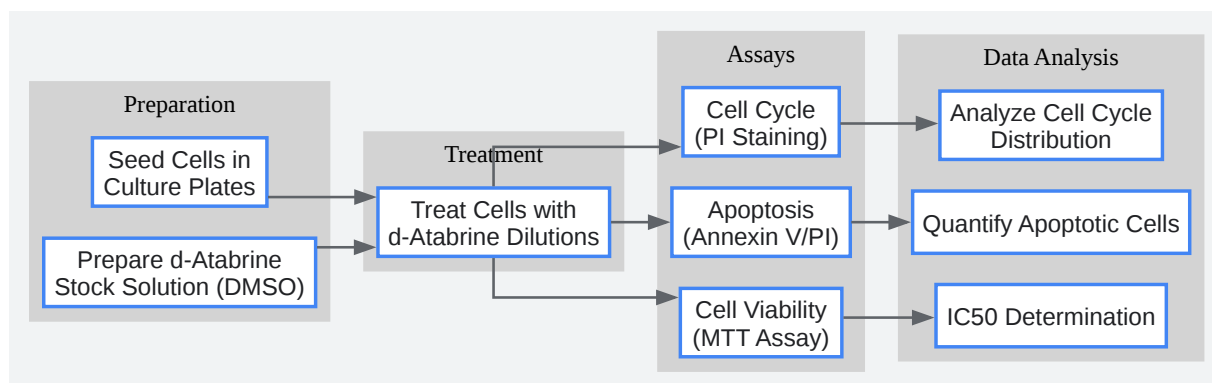 Preparation
Seed Cells in
Culture Plates
Prepare d-Atabrine
Stock Solution (DMSO)
Treatment
Treat Cells with
d-Atabrine Dilutions
Assays
Cell Cycle
(PI Staining)
Apoptosis
(Annexin V/PI)
Cell Viability
(MTT Assay)
Data Analysis
Analyze Cell Cycle
Distribution
Quantify Apoptotic Cells
IC50 Determination